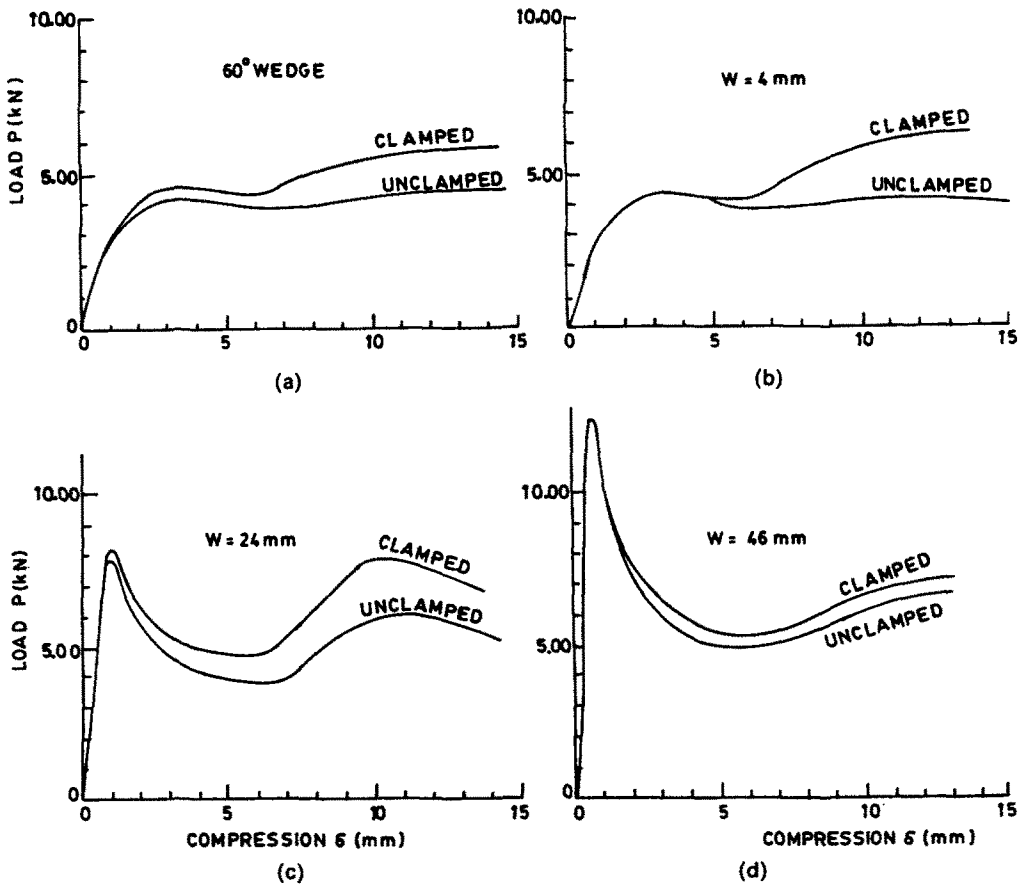 10.00
5.00
0
LOAD P (kN)
60° WEDGE
CLAMPED
UNCLAMPED
0 5 10 15
(a)
10.00
5.00
0
W = 4 mm
CLAMPED
UNCLAMPED
0 5 10 15
(b)
10.00
5.00
0
LOAD P (kN)
W = 24 mm
CLAMPED
UNCLAMPED
0 5 10 15
COMPRESSION δ (mm)
(c)
10.00
5.00
0
W = 46 mm
CLAMPED
UNCLAMPED
0 5 10 15
COMPRESSION δ (mm)
(d)